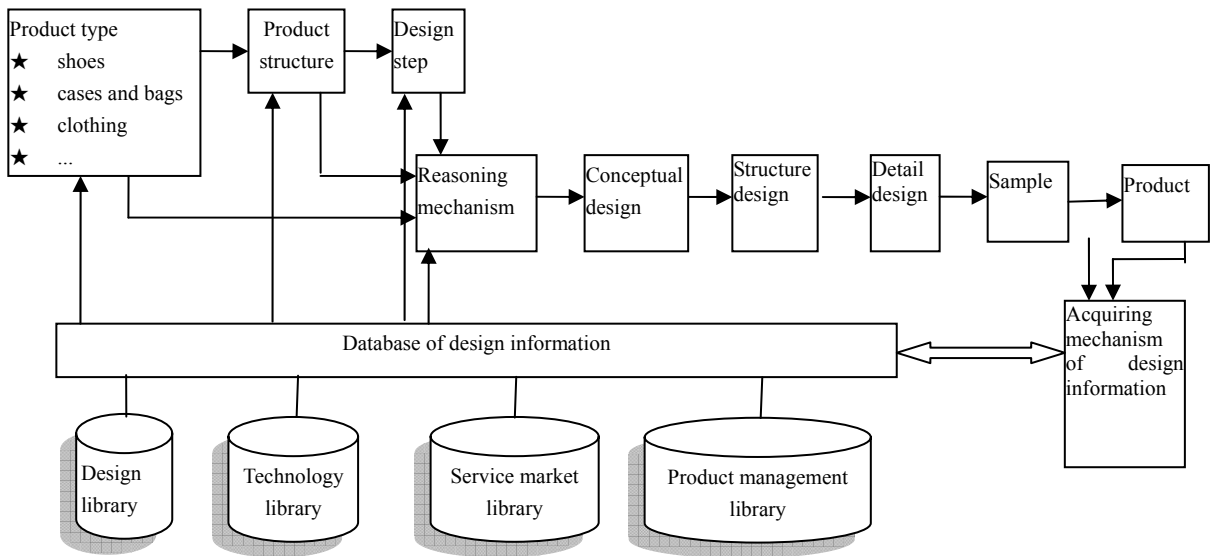 Product type
★ shoes
★ cases and bags
★ clothing
★ ...
Product
structure
Design
step
Reasoning
mechanism
Conceptual
design
Structure
design
Detail
design
Sample
Product
Database of design information
Acquiring
mechanism
of design
information
Design
library
Technology
library
Service market
library
Product management
library